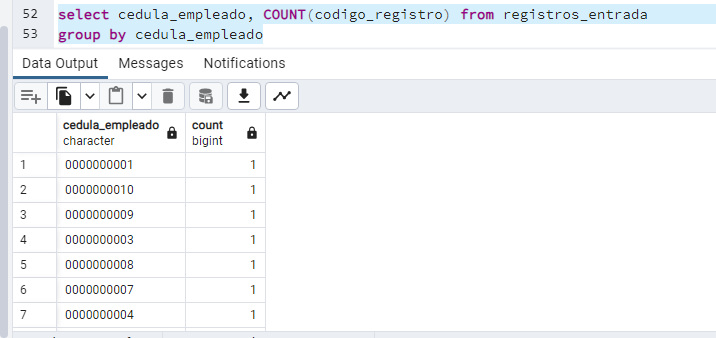 52 select cedula_empleado, COUNT(codigo_registro) from registros_entrada
53 group by cedula_empleado
Data Output Messages Notifications
cedula_empleado count
character bigint
1 0000000001 1
2 0000000010 1
3 0000000009 1
4 0000000003 1
5 0000000008 1
6 0000000007 1
7 0000000004 1